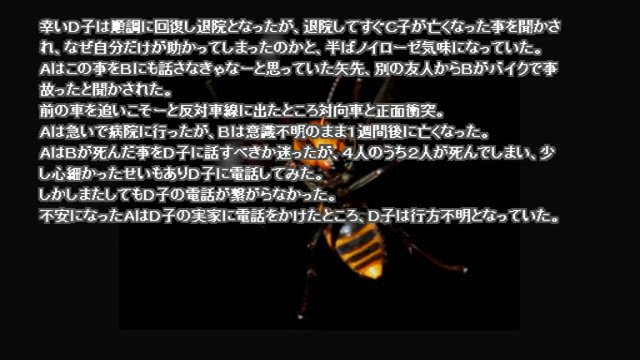 幸いD子は順調に回復し退院となったが、退院してすぐC子が亡くなった事を聞かさ
れ、なぜ自分だけが助かってしまったのかと、半ばノイローゼ気味になっていた。
Aはこの事をBにも話さなきゃなーと思っていた矢先、別の友人からBがバイクで事
故ったと聞かされた。
前の車を追いこそーと反対車線に出たところ対向車と正面衝突。
Aは急いで病院に行ったが、Bは意識不明のまま1週間後に亡くなった。
AはBが死んだ事をD子に話すべきか迷ったが、4人のうち2人が死んでしまい、少
し心細かったせいもありD子に電話してみた。
しかしまたしてもD子の電話が繋がらなかった。
不安になったAはD子の実家に電話をかけたところ、D子は行方不明となっていた。